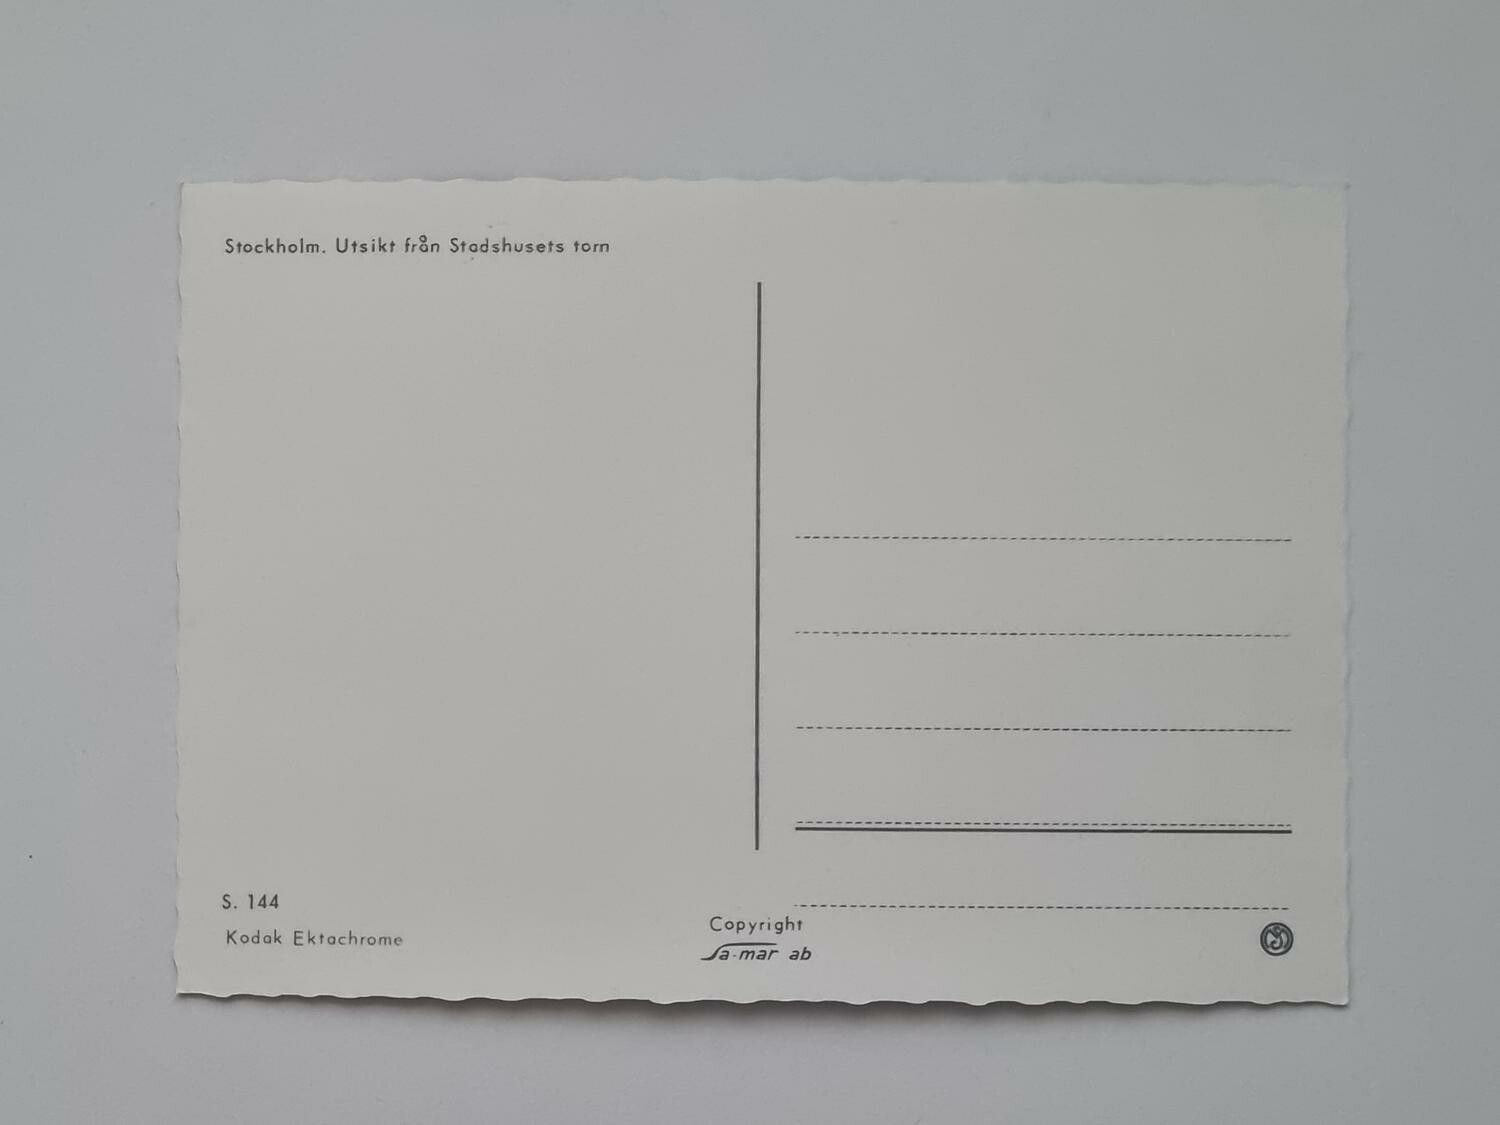 Stockholm. Utsikt från Stadshusets torn
S. 144
Kodak Ektachrome
Copyright
Sa-mar ab